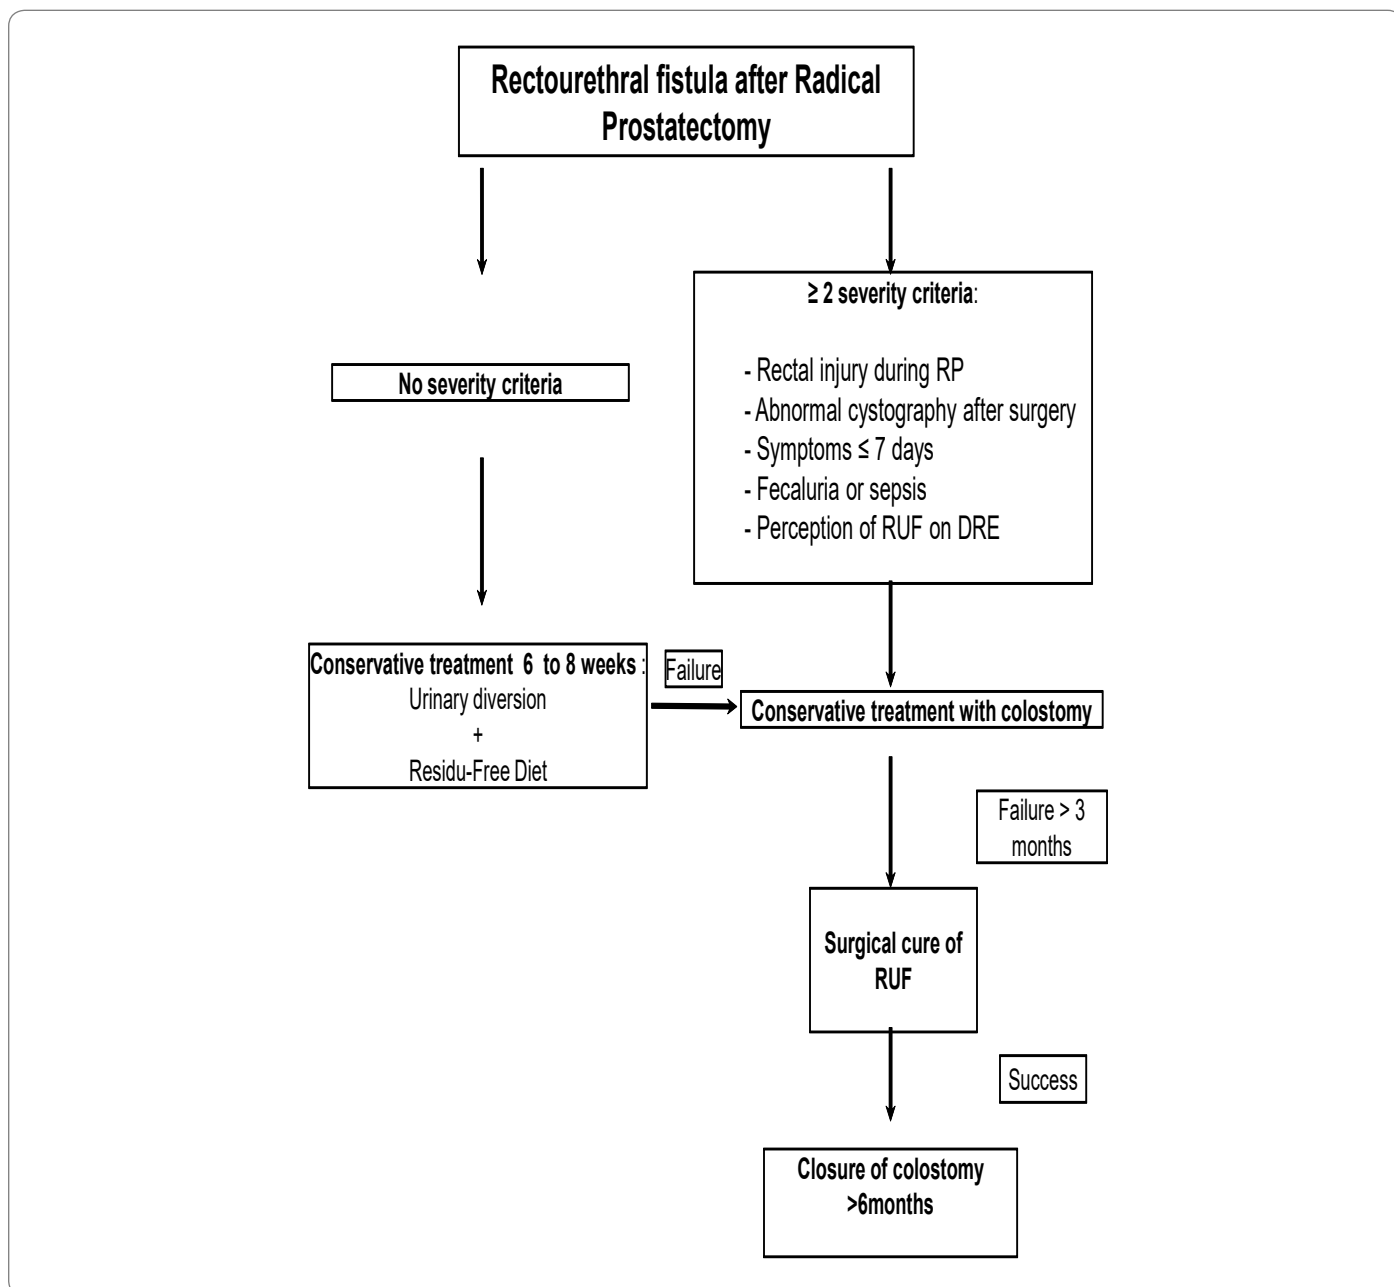 Rectourethral fistula after Radical
Prostatectomy
≥ 2 severity criteria:
- Rectal injury during RP
- Abnormal cystography after surgery
- Symptoms ≤ 7 days
- Fecaluria or sepsis
- Perception of RUF on DRE
No severity criteria
Conservative treatment 6 to 8 weeks :
Urinary diversion
+
Residu-Free Diet
Failure
Conservative treatment with colostomy
Failure > 3
months
Surgical cure of
RUF
Success
Closure of colostomy
>6months